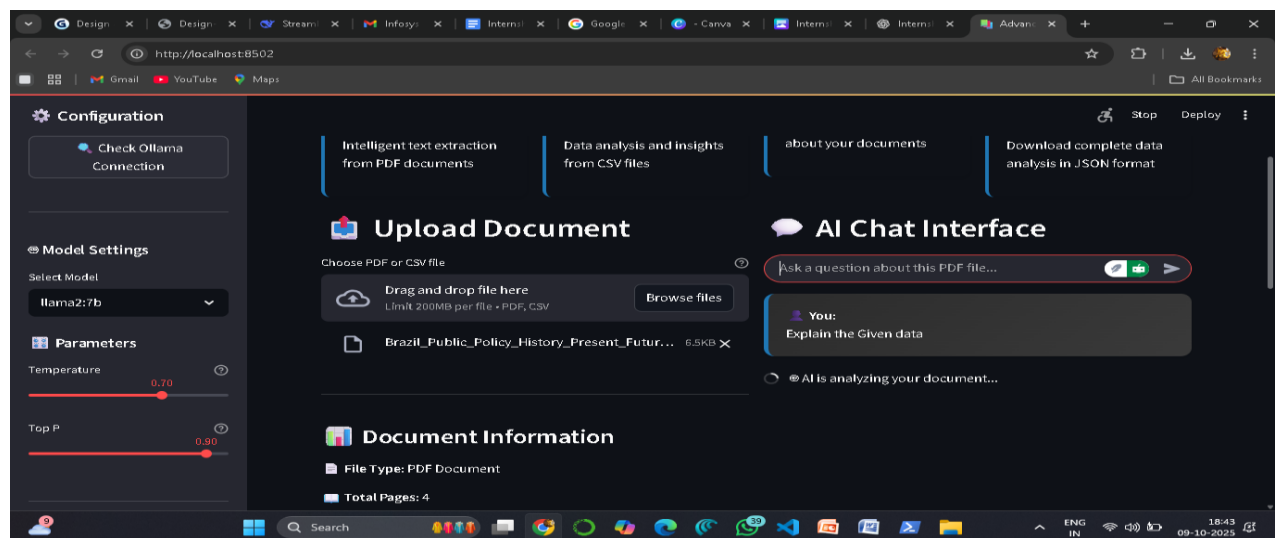 Design
Design
Streaml
Infosys
Internsl
Google
- Canva
Internsl
Internsl
Advanc
http://localhost:8502
Gmail
YouTube
Maps
All Bookmarks
Configuration
Check Ollama
Connection
Model Settings
Select Model
llama2:7b
Parameters
Temperature
0.70
Top P
0.90
Stop
Deploy
Intelligent text extraction
from PDF documents
Data analysis and insights
from CSV files
about your documents
Download complete data
analysis in JSON format
Upload Document
Choose PDF or CSV file
Drag and drop file here
Limit 200MB per file • PDF, CSV
Browse files
Brazil_Public_Policy_History_Present_Futur... 6.5KB
Document Information
File Type: PDF Document
Total Pages: 4
AI Chat Interface
Ask a question about this PDF file...
You:
Explain the Given data
AI is analyzing your document...
9
Search
39
ENG
IN
18:43
09-10-2025